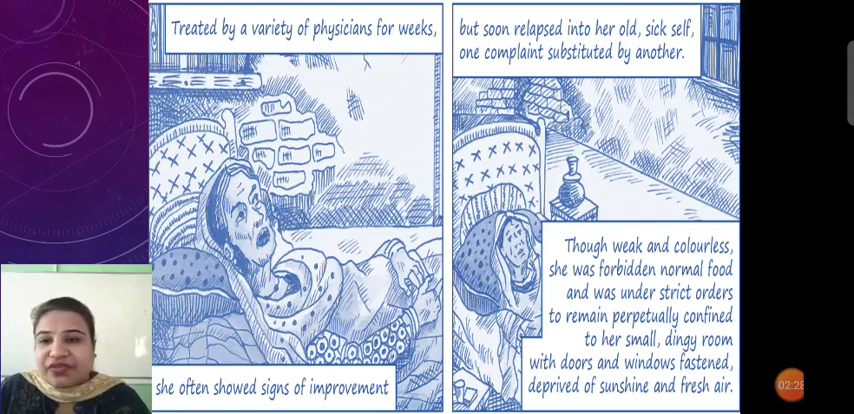 Treated by a variety of physicians for weeks,
she often showed signs of improvement
but soon relapsed into her old, sick self,
one complaint substituted by another.
Though weak and colourless,
she was forbidden normal food
and was under strict orders
to remain perpetually confined
to her small, dingy room
with doors and windows fastened,
deprived of sunshine and fresh air.
02:28